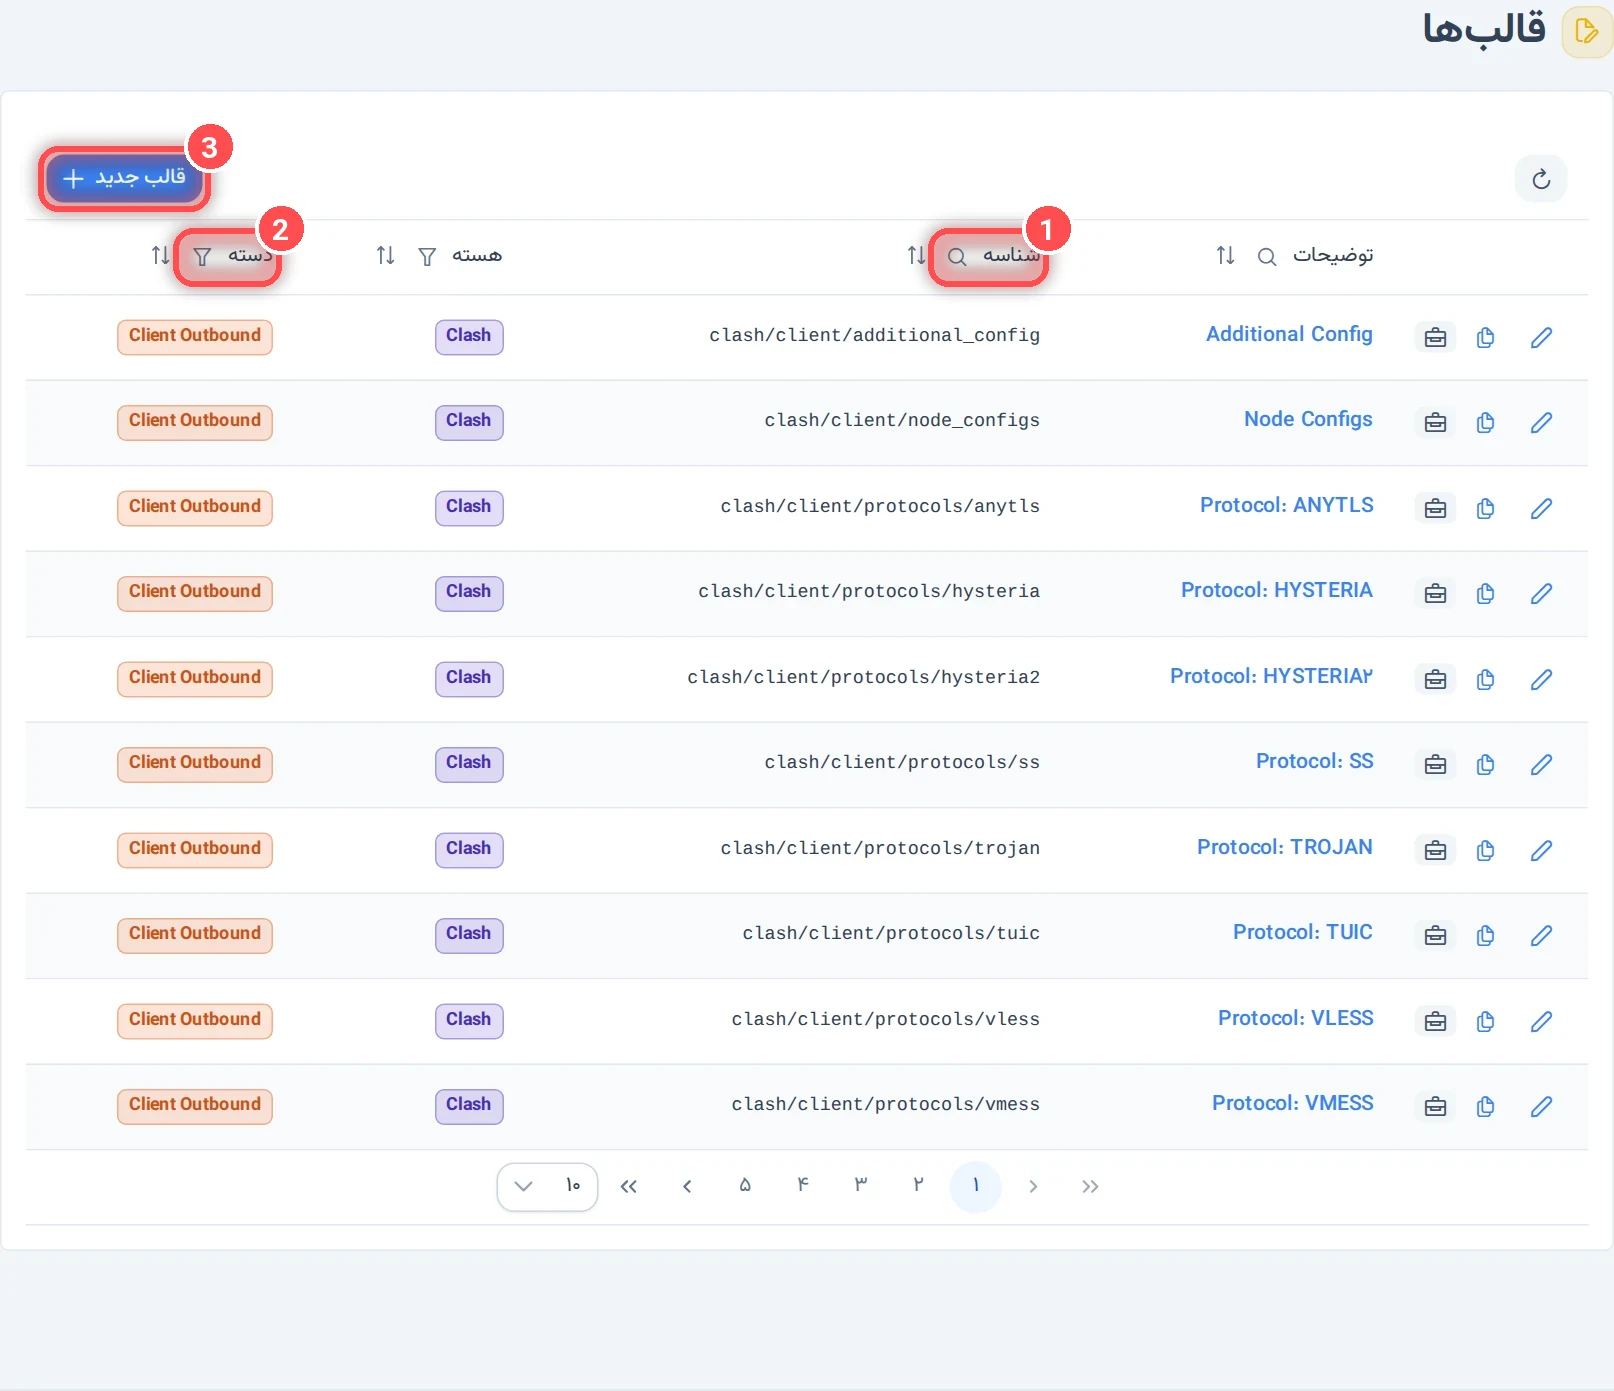 قالب‌ها
قالب جدید
3
توضیحات شناسه هسته دسته
1
2
Additional Config clash/client/additional_config Clash Client Outbound
Node Configs clash/client/node_configs Clash Client Outbound
Protocol: ANYTLS clash/client/protocols/anytls Clash Client Outbound
Protocol: HYSTERIA clash/client/protocols/hysteria Clash Client Outbound
Protocol: HYSTERIA۲ clash/client/protocols/hysteria2 Clash Client Outbound
Protocol: SS clash/client/protocols/ss Clash Client Outbound
Protocol: TROJAN clash/client/protocols/trojan Clash Client Outbound
Protocol: TUIC clash/client/protocols/tuic Clash Client Outbound
Protocol: VLESS clash/client/protocols/vless Clash Client Outbound
Protocol: VMESS clash/client/protocols/vmess Clash Client Outbound
۱ ۲ ۳ ۴ ۵ ۱۰